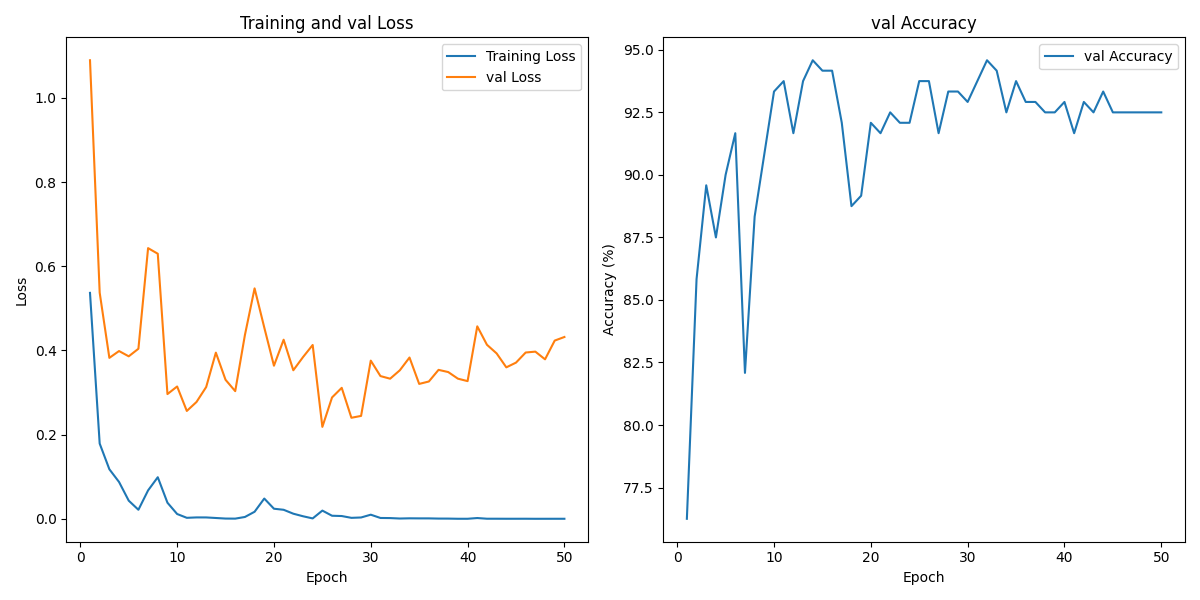 Training and val Loss
Training Loss
val Loss
Loss
1.0
0.8
0.6
0.4
0.2
0.0
0
10
20
30
40
50
Epoch
val Accuracy
val Accuracy
Accuracy (%)
95.0
92.5
90.0
87.5
85.0
82.5
80.0
77.5
0
10
20
30
40
50
Epoch